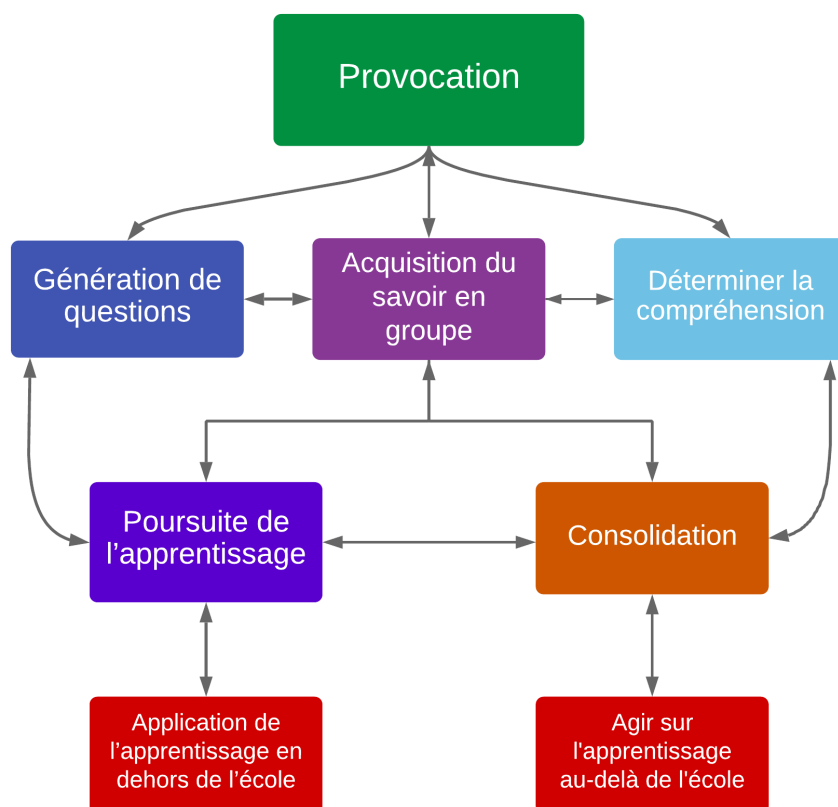 Provocation
Génération de
questions
Acquisition du
savoir en
groupe
Déterminer la
compréhension
Poursuite de
l’apprentissage
Consolidation
Application de
l’apprentissage en
dehors de l’école
Agir sur
l'apprentissage
au-delà de l'école